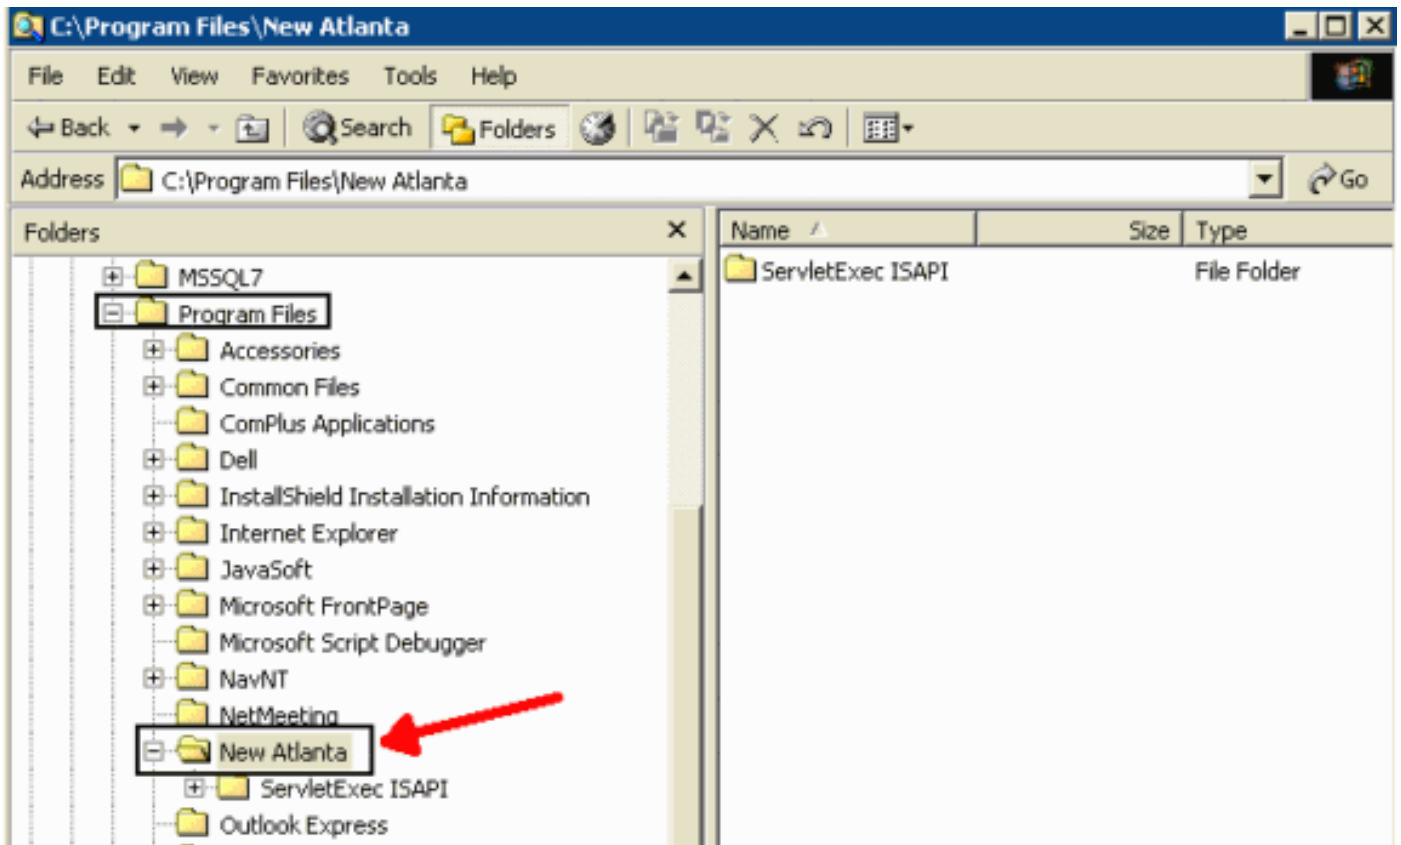 C:\Program Files\New Atlanta
File Edit View Favorites Tools Help
Back Search Folders
Address C:\Program Files\New Atlanta Go
Folders
Name Size Type
MSSQL7
ServletExec ISAPI File Folder
Program Files
Accessories
Common Files
ComPlus Applications
Dell
InstallShield Installation Information
Internet Explorer
JavaSoft
Microsoft FrontPage
Microsoft Script Debugger
NavNT
NetMeeting
New Atlanta
ServletExec ISAPI
Outlook Express